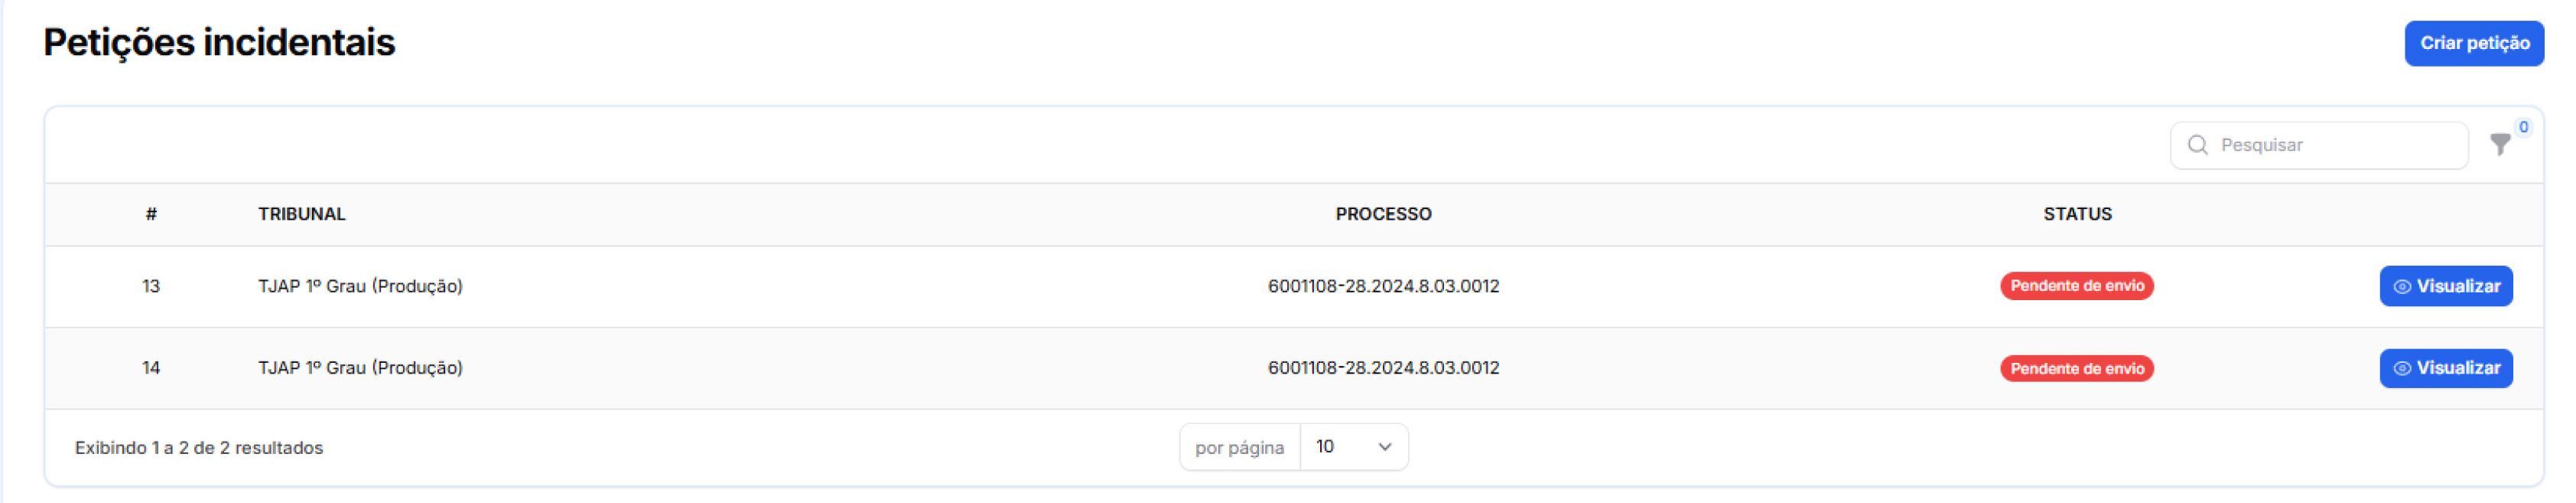 Petições incidentais
Criar petição
Pesquisar
0
# TRIBUNAL PROCESSO STATUS
13 TJAP 1º Grau (Produção) 6001108-28.2024.8.03.0012 Pendente de envio Visualizar
14 TJAP 1º Grau (Produção) 6001108-28.2024.8.03.0012 Pendente de envio Visualizar
Exibindo 1 a 2 de 2 resultados
por página 10